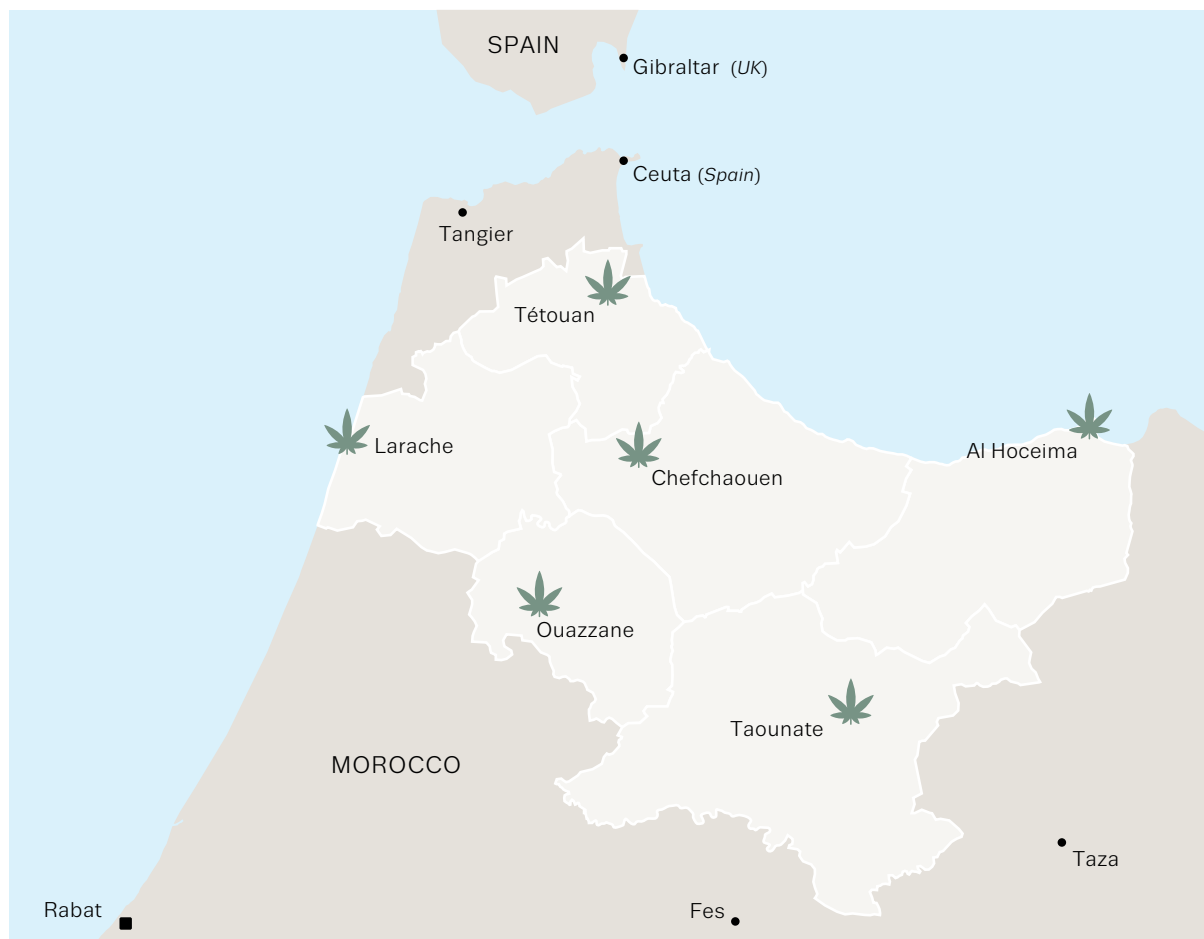 SPAIN
Gibraltar (UK)
Ceuta (Spain)
Tangier
Tétouan
Larache
Al Hoceima
Chefchaouen
Ouazzane
Taounate
MOROCCO
Taza
Rabat
Fes